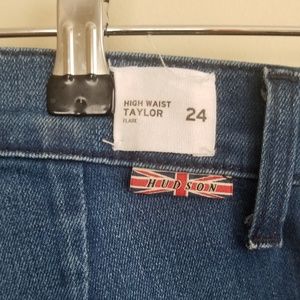 HIGH WAIST
TAYLOR 24
FLARE
HUDSON